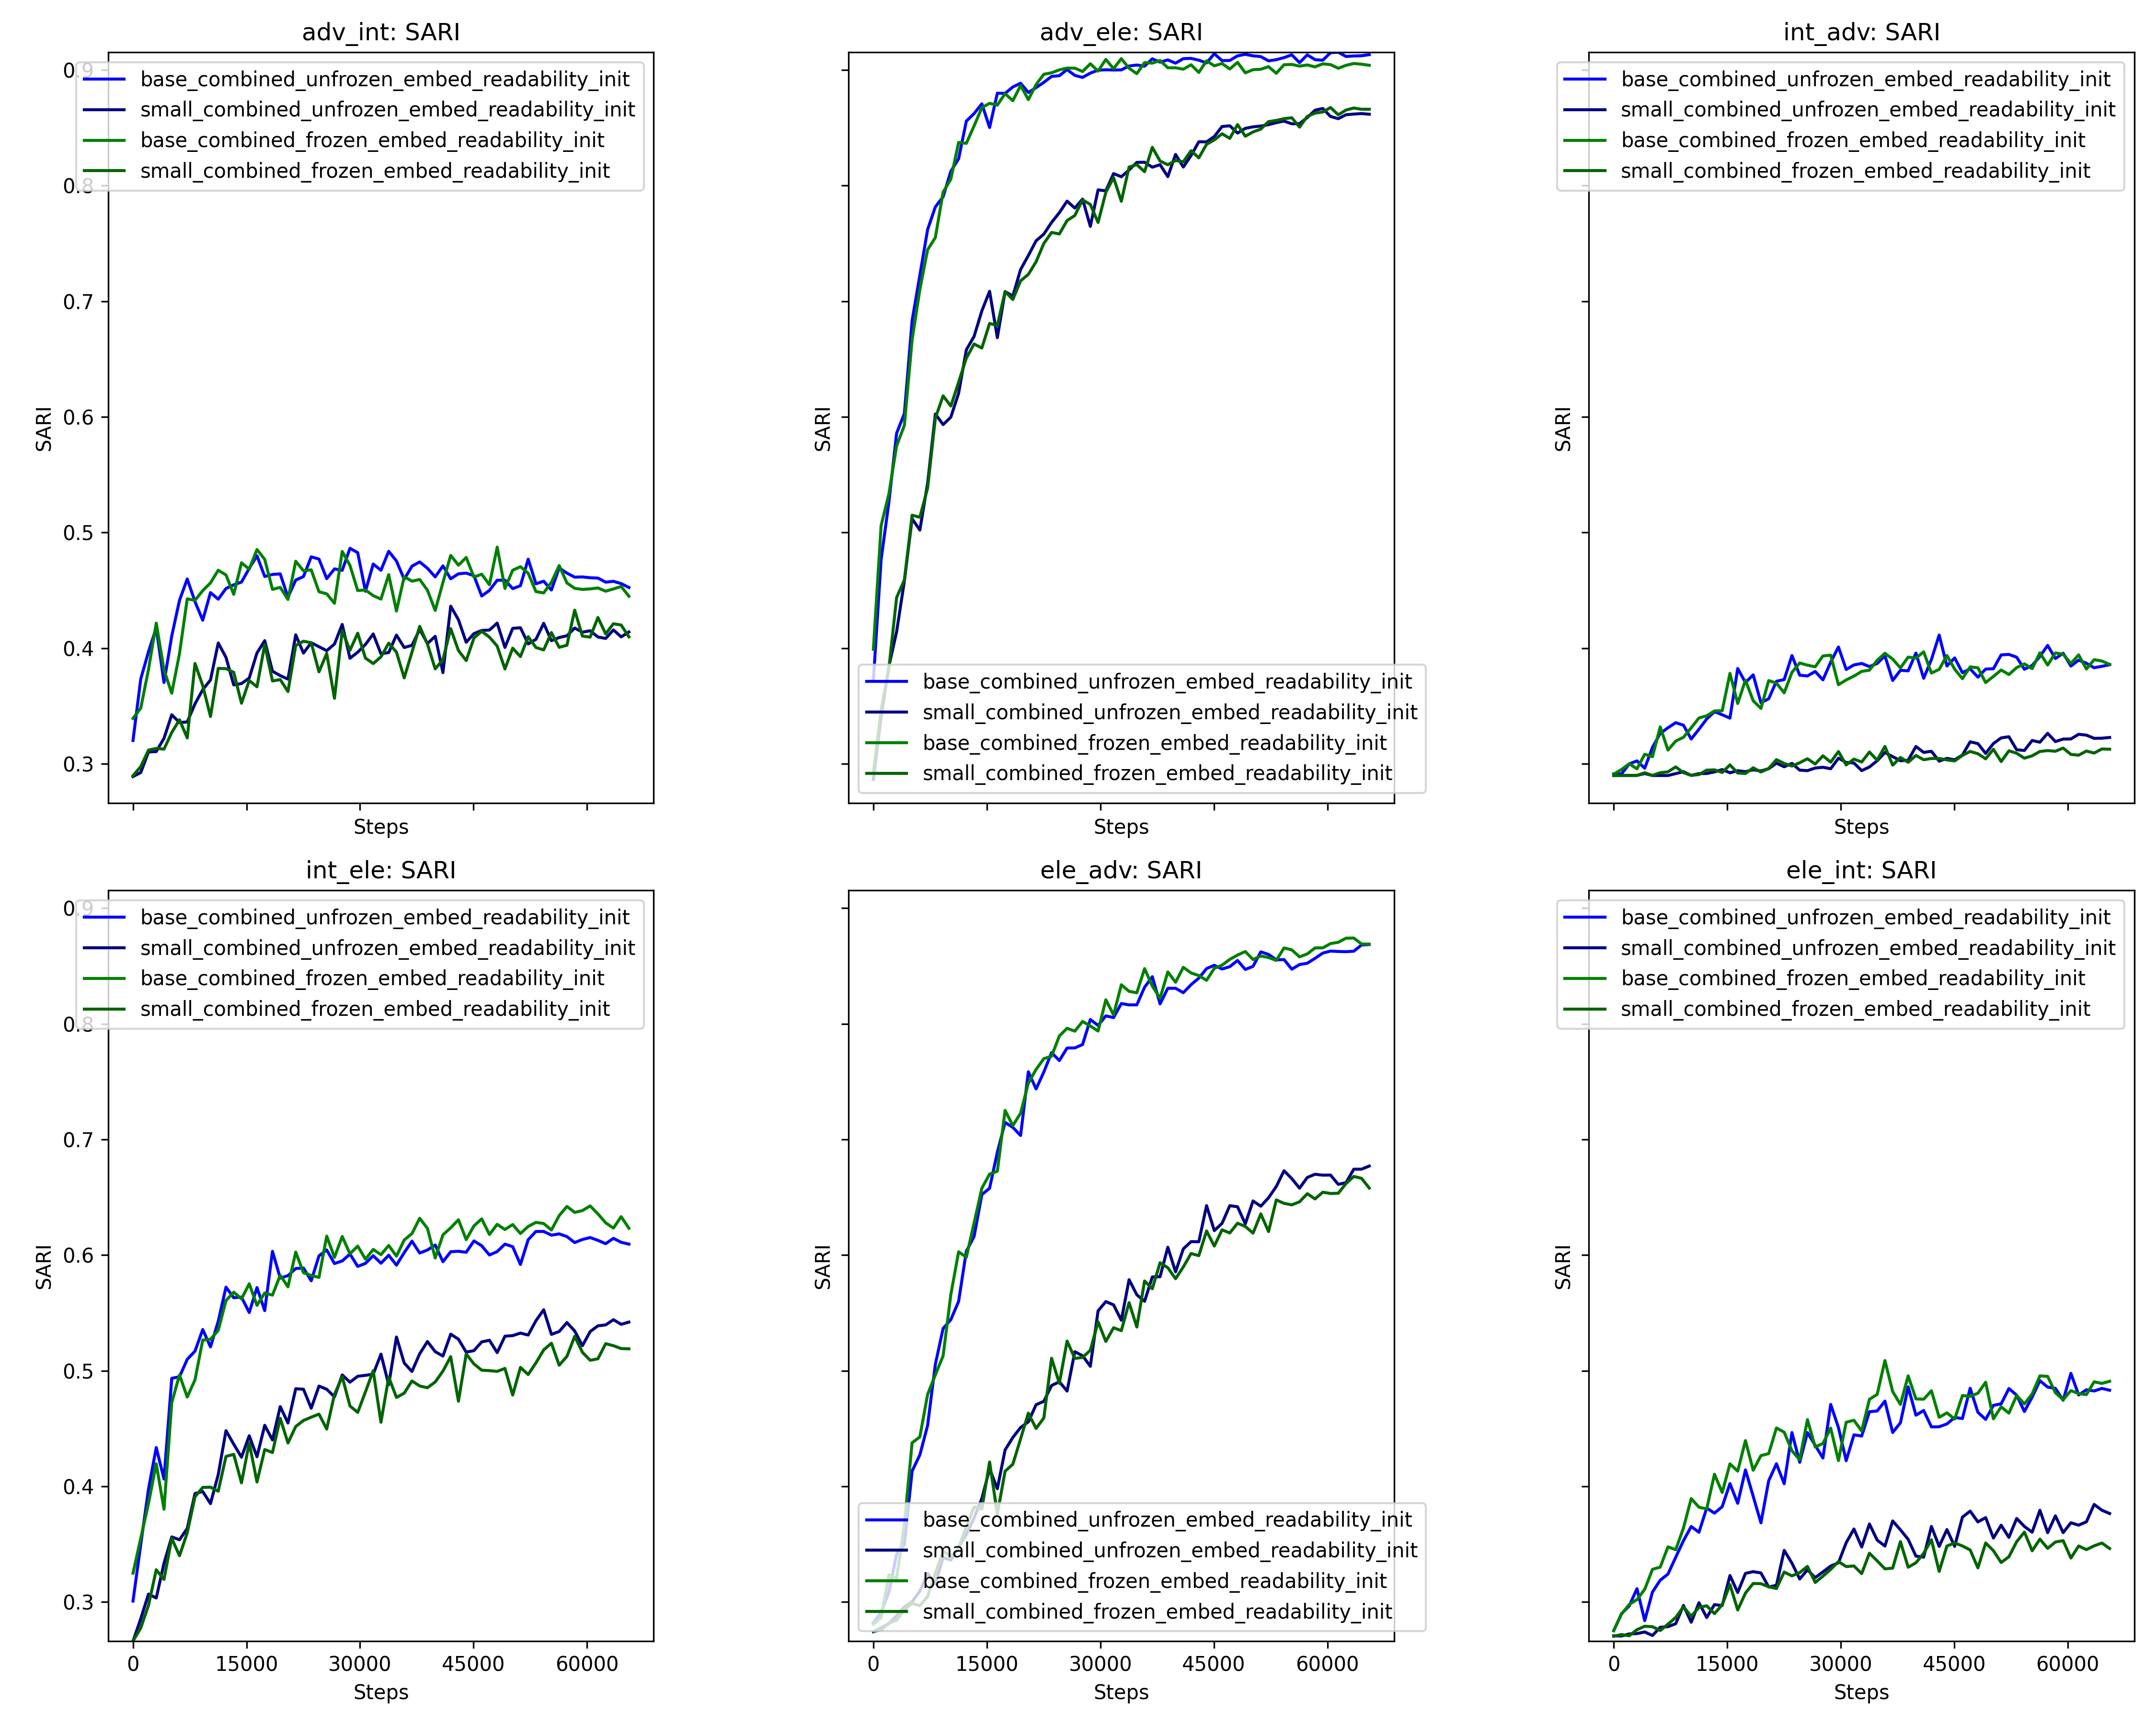 adv_int: SARI
0.9
0.8
0.7
0.6
0.5
0.4
0.3
SARI
base_combined_unfrozen_embed_readability_init
small_combined_unfrozen_embed_readability_init
base_combined_frozen_embed_readability_init
small_combined_frozen_embed_readability_init
Steps
adv_ele: SARI
SARI
base_combined_unfrozen_embed_readability_init
small_combined_unfrozen_embed_readability_init
base_combined_frozen_embed_readability_init
small_combined_frozen_embed_readability_init
Steps
int_adv: SARI
SARI
base_combined_unfrozen_embed_readability_init
small_combined_unfrozen_embed_readability_init
base_combined_frozen_embed_readability_init
small_combined_frozen_embed_readability_init
Steps
int_ele: SARI
0.9
0.8
0.7
0.6
0.5
0.4
0.3
SARI
base_combined_unfrozen_embed_readability_init
small_combined_unfrozen_embed_readability_init
base_combined_frozen_embed_readability_init
small_combined_frozen_embed_readability_init
0 15000 30000 45000 60000
Steps
ele_adv: SARI
SARI
base_combined_unfrozen_embed_readability_init
small_combined_unfrozen_embed_readability_init
base_combined_frozen_embed_readability_init
small_combined_frozen_embed_readability_init
0 15000 30000 45000 60000
Steps
ele_int: SARI
SARI
base_combined_unfrozen_embed_readability_init
small_combined_unfrozen_embed_readability_init
base_combined_frozen_embed_readability_init
small_combined_frozen_embed_readability_init
0 15000 30000 45000 60000
Steps